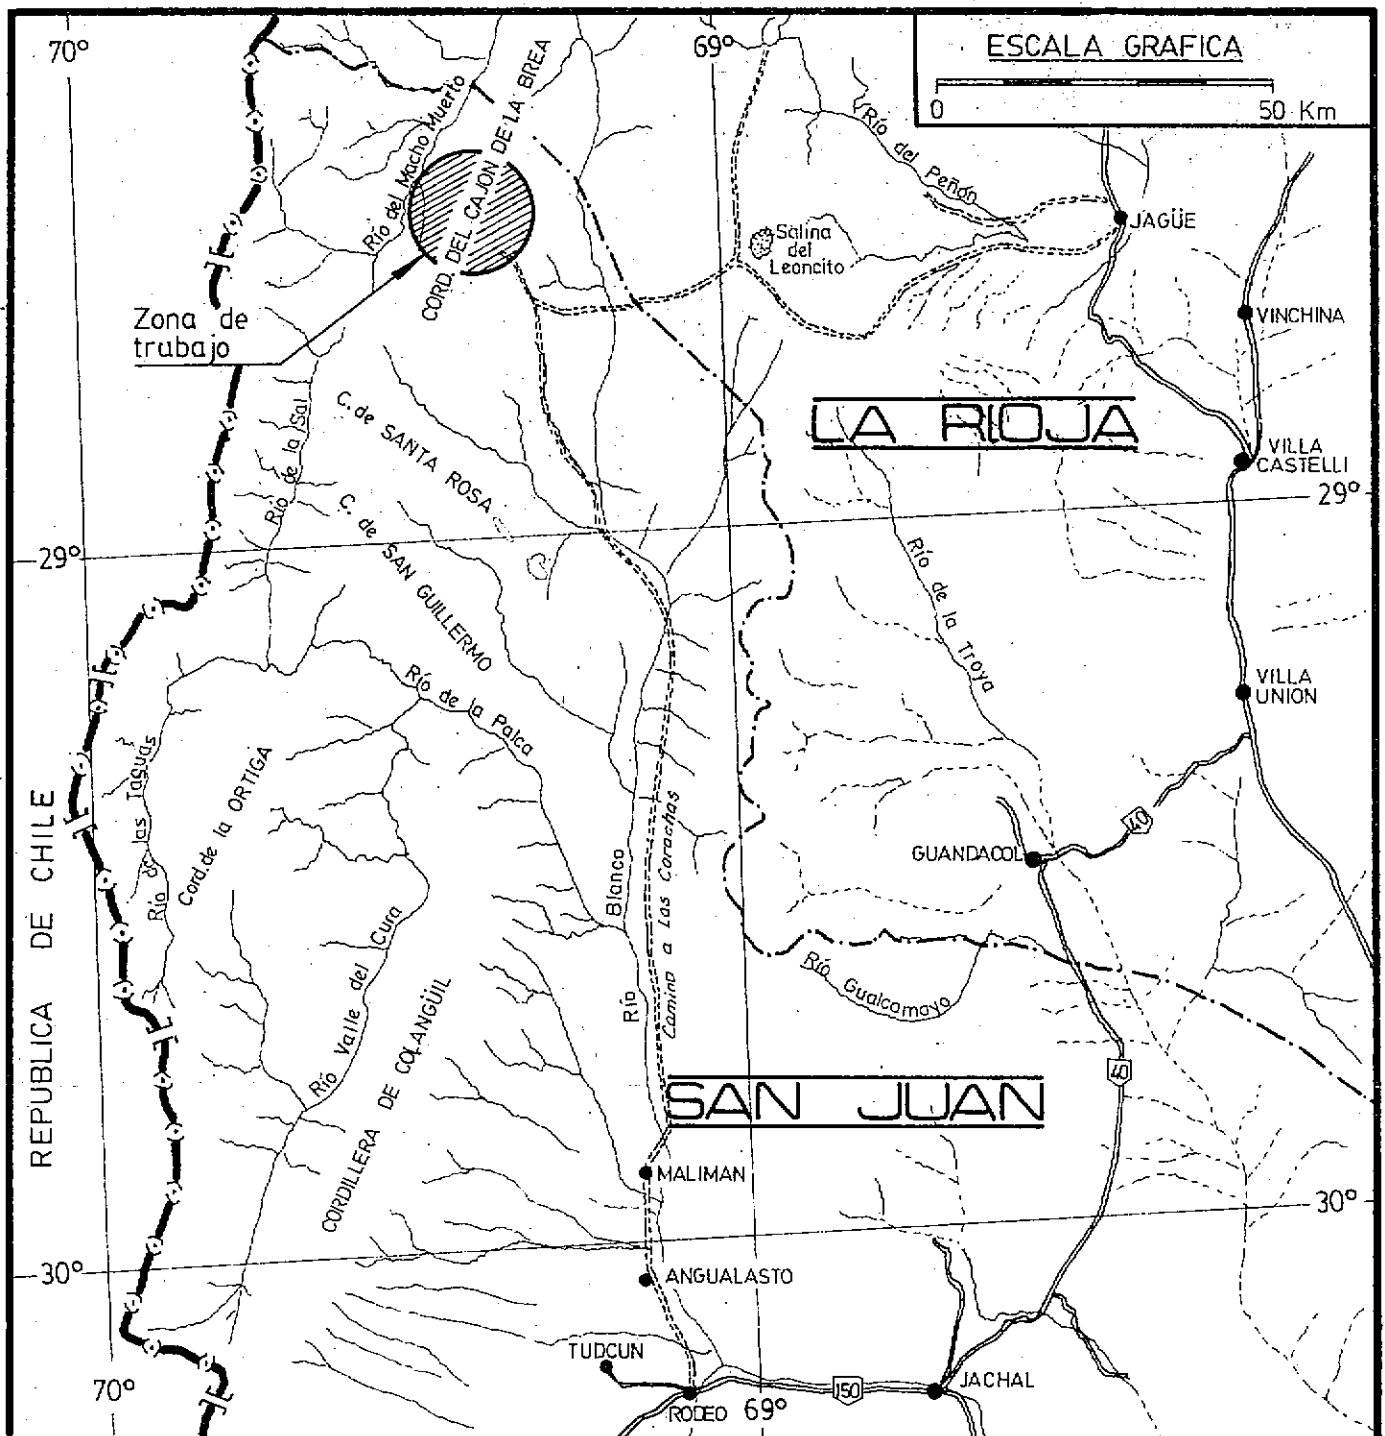 70°
69°
ESCALA GRAFICA
0
50 Km
Río del Macho Muerto
CORD. DEL CAJON DE LA BREA
Río del Peñón
JAGÜE
Salina
del
Leoncito
VINCHINA
Zona de
trabajo
LA RIOJA
C. de SANTA ROSA
Río de la Sal
VILLA
CASTELLI
29°
C. de SAN GUILLERMO
29°
Río de la Troya
VILLA
UNION
Río de la Palca
Río de las Taguas
Cord. de la ORTIGA
REPUBLICA DE CHILE
Camino a Las Carachas
40
GUANDACOL
Río Blanco
Río Valle del Cura
Río Gualcamayo
CORDILLERA DE COLANGÜIL
40
SAN JUAN
MALIMAN
30°
30°
ANGUALASTO
TUDCUN
70°
150
JACHAL
RODEO
69°